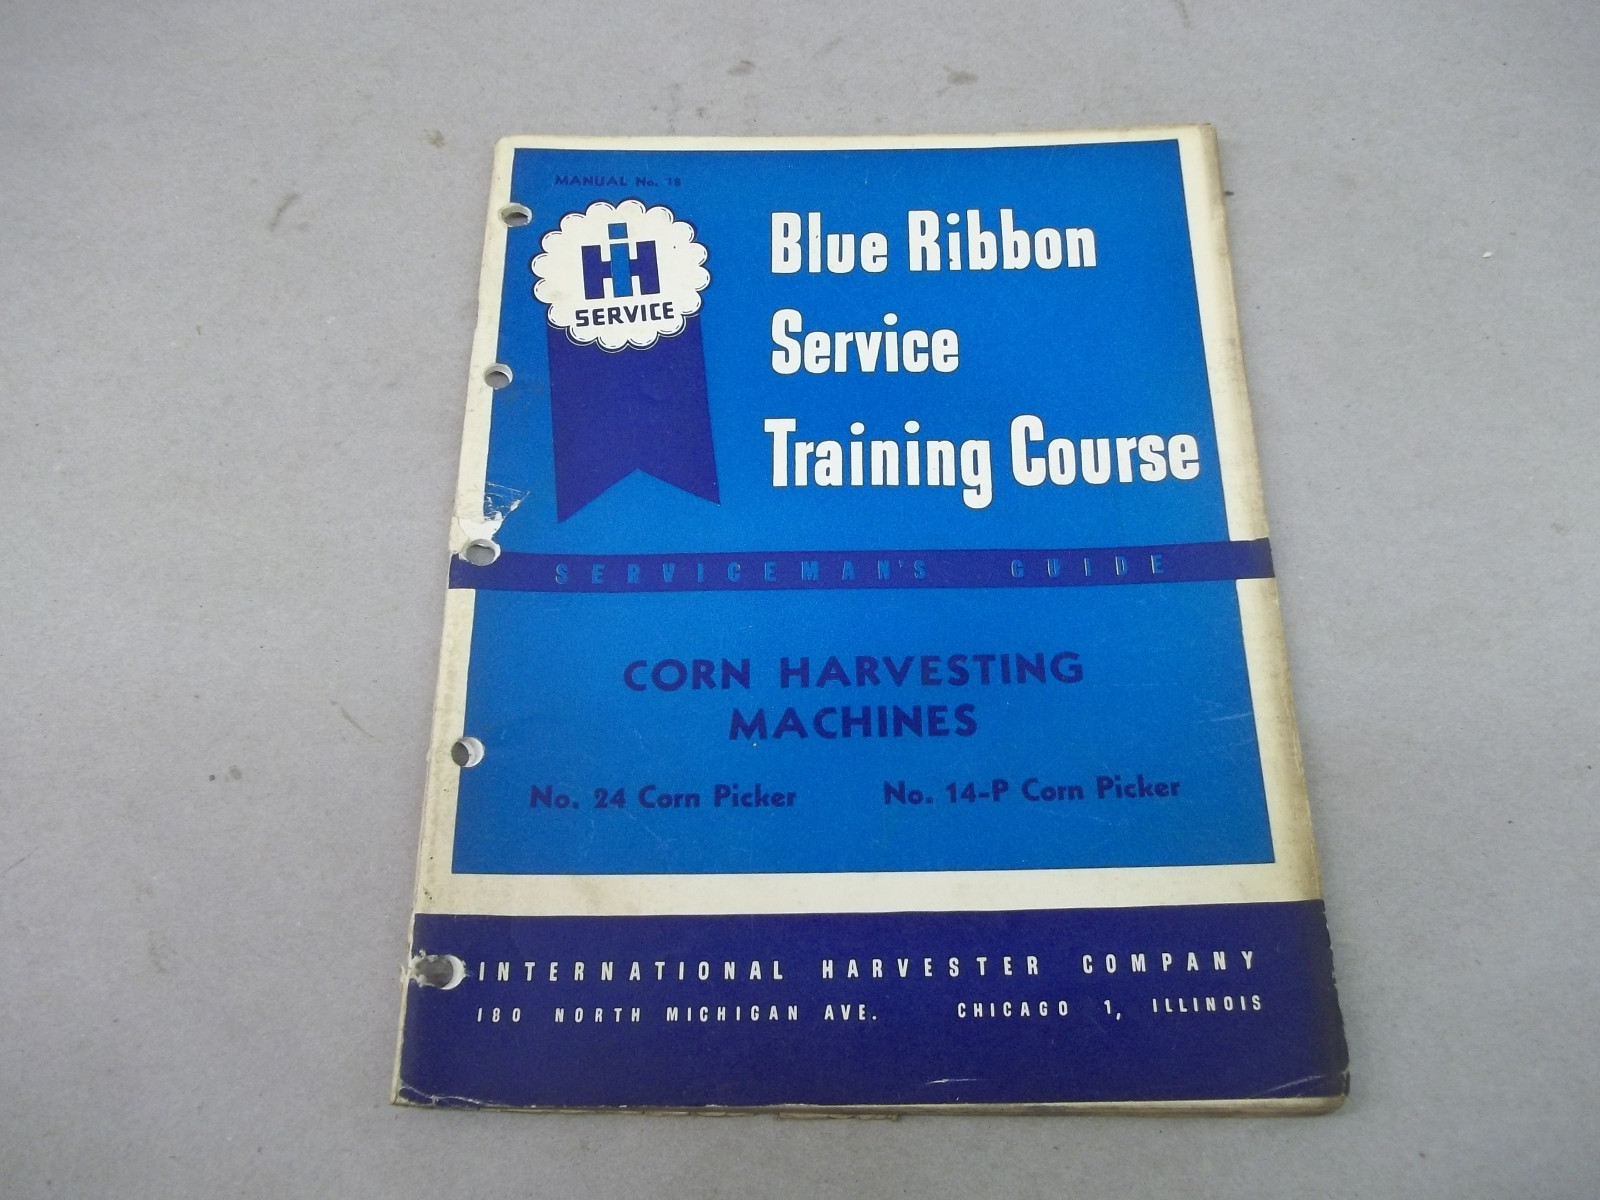 MANUAL No. 18
IH
SERVICE
Blue Ribbon
Service
Training Course
SERVICEMAN'S GUIDE
CORN HARVESTING
MACHINES
No. 24 Corn Picker No. 14-P Corn Picker
INTERNATIONAL HARVESTER COMPANY
180 NORTH MICHIGAN AVE. CHICAGO 1, ILLINOIS